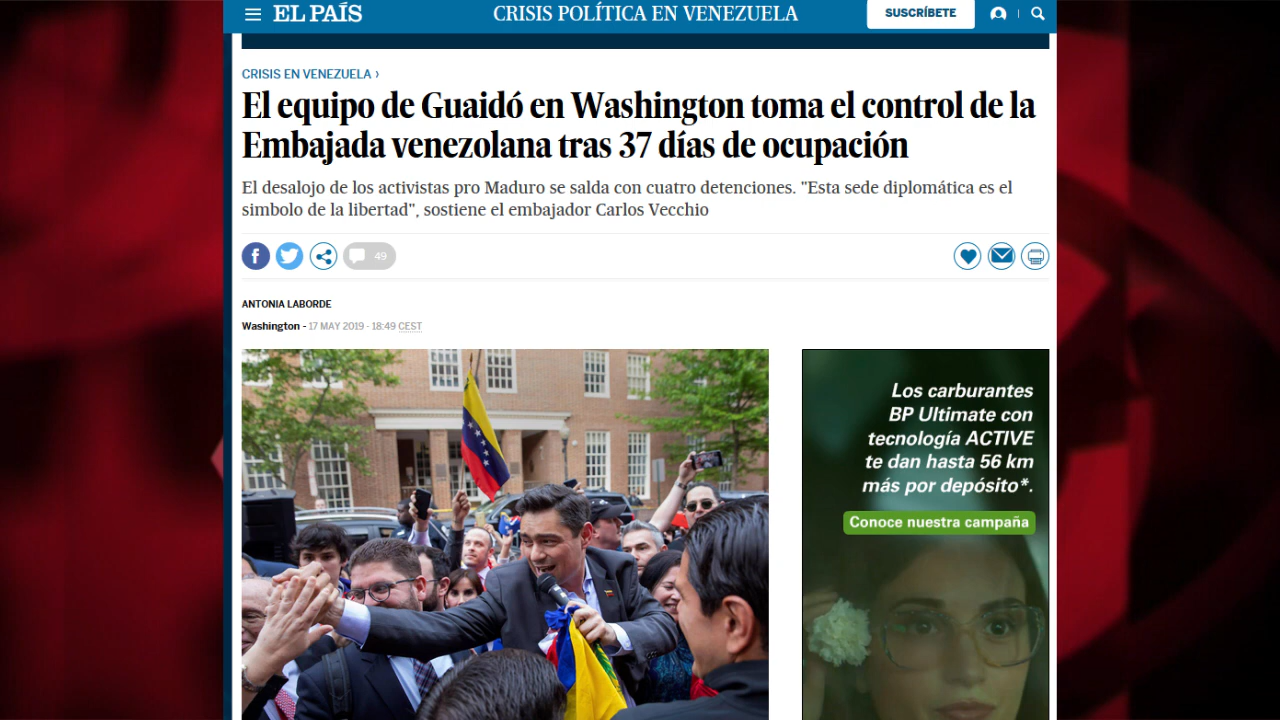 EL PAÍS
CRISIS POLÍTICA EN VENEZUELA
SUSCRÍBETE
CRISIS EN VENEZUELA ›
El equipo de Guaidó en Washington toma el control de la
Embajada venezolana tras 37 días de ocupación
El desalojo de los activistas pro Maduro se salda con cuatro detenciones. "Esta sede diplomática es el
simbolo de la libertad", sostiene el embajador Carlos Vecchio
49
ANTONIA LABORDE
Washington - 17 MAY 2019 - 18:49 CEST
Los carburantes
BP Ultimate con
tecnología ACTIVE
te dan hasta 56 km
más por depósito*.
Conoce nuestra campaña